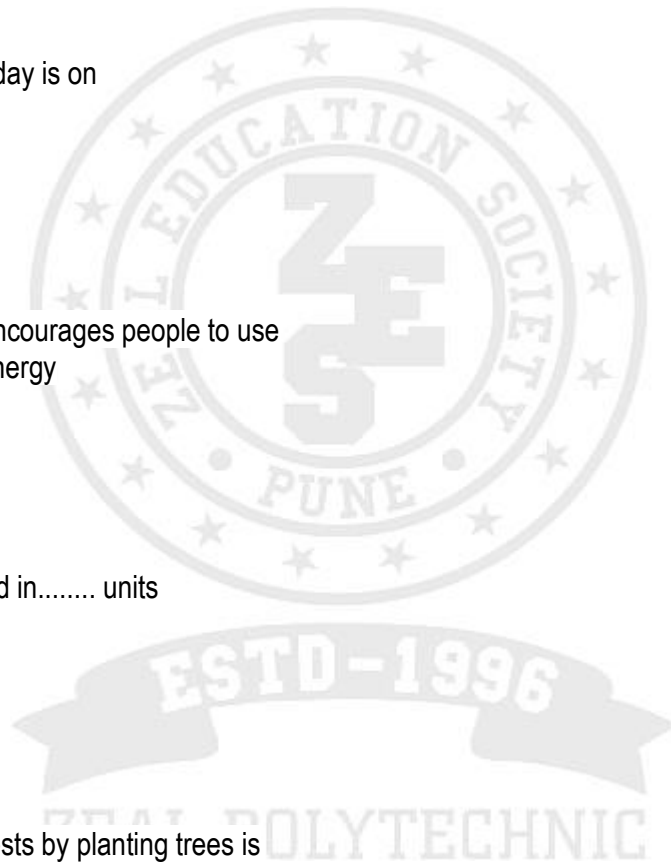 day is on
ZEAL EDUCATION SOCIETY
ZES
ncourages people to use
nergy
• PUNE •
d in........ units
ESTD-1996
ZEAL POLYTECHNIC
sts by planting trees is